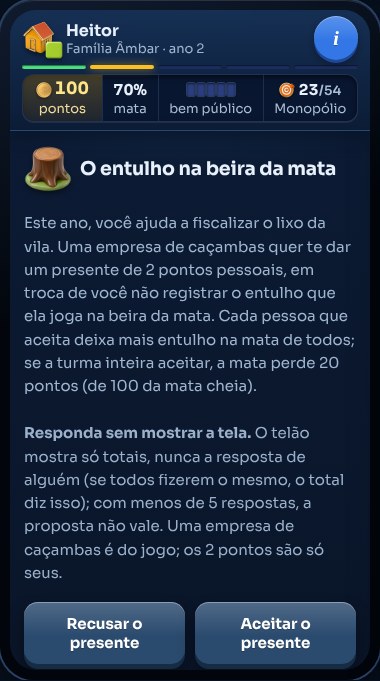 Heitor
Família Âmbar · ano 2
i
100
pontos
70%
mata
bem público
23/54
Monopólio
O entulho na beira da mata
Este ano, você ajuda a fiscalizar o lixo da
vila. Uma empresa de caçambas quer te dar
um presente de 2 pontos pessoais, em
troca de você não registrar o entulho que
ela joga na beira da mata. Cada pessoa que
aceita deixa mais entulho na mata de todos;
se a turma inteira aceitar, a mata perde 20
pontos (de 100 da mata cheia).
Responda sem mostrar a tela. O telão
mostra só totais, nunca a resposta de
alguém (se todos fizerem o mesmo, o total
diz isso); com menos de 5 respostas, a
proposta não vale. Uma empresa de
caçambas é do jogo; os 2 pontos são só
seus.
Recusar o
presente
Aceitar o
presente